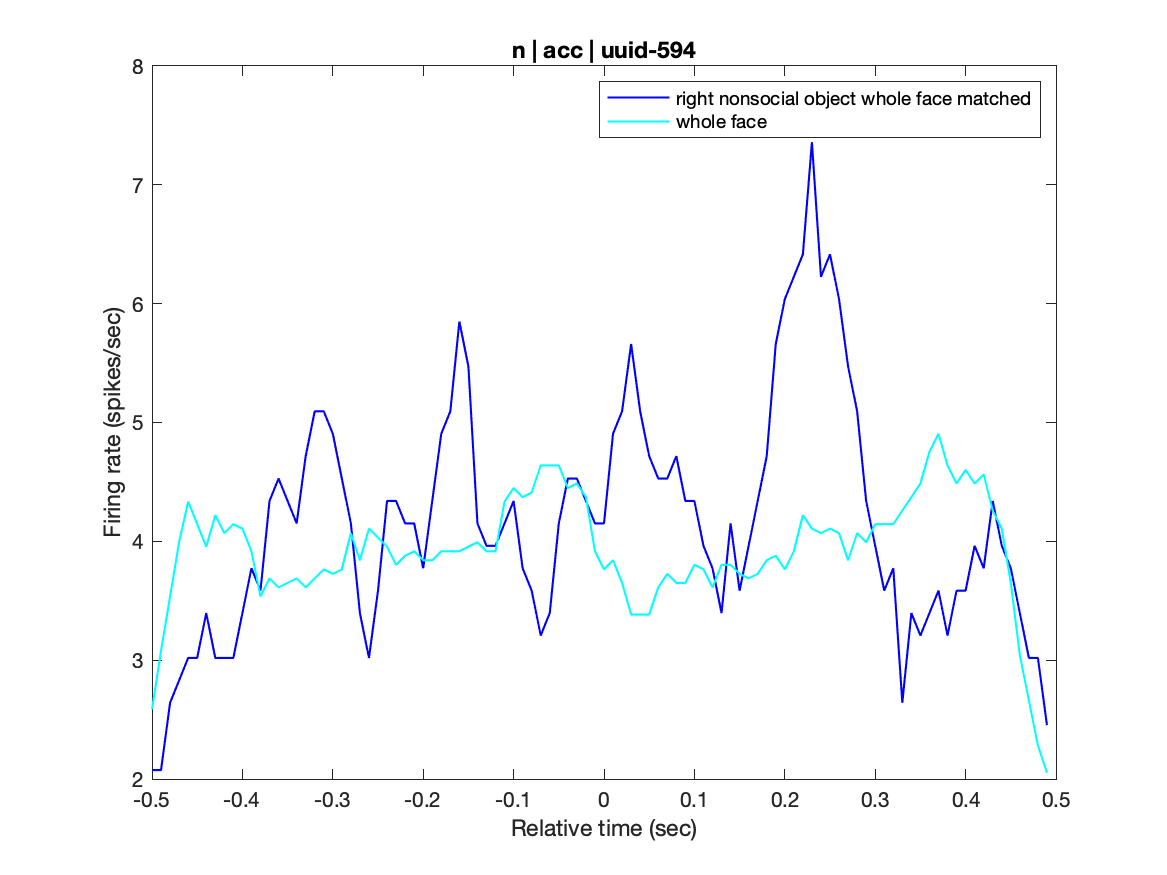 n | acc | uuid-594
right nonsocial object whole face matched
whole face
8
7
6
5
4
3
2
Firing rate (spikes/sec)
-0.5 -0.4 -0.3 -0.2 -0.1 0 0.1 0.2 0.3 0.4 0.5
Relative time (sec)